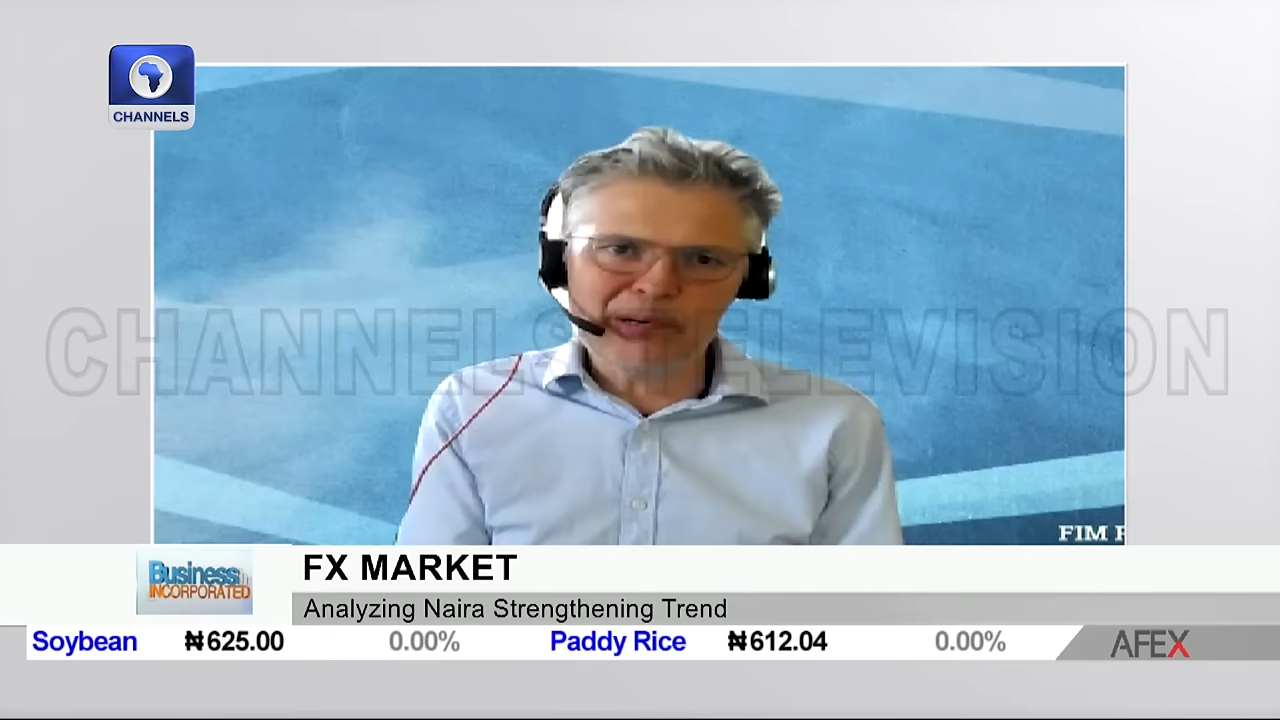 CHANNELS
CHANNELS TELEVISION
FIM
Business
INCORPORATED
FX MARKET
Analyzing Naira Strengthening Trend
Soybean ₦625.00 0.00% Paddy Rice ₦612.04 0.00% AFEX